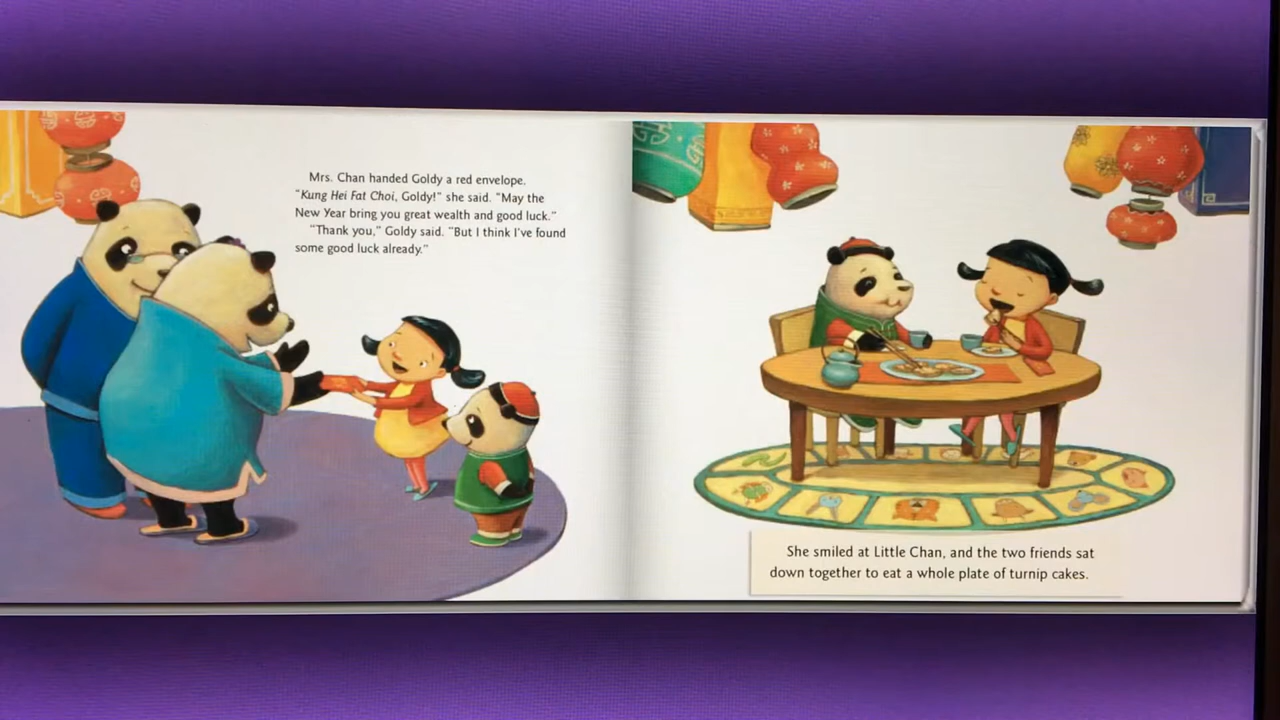 Mrs. Chan handed Goldy a red envelope.
“Kung Hei Fat Choi, Goldy!” she said. “May the
New Year bring you great wealth and good luck.”
“Thank you,” Goldy said. “But I think I’ve found
some good luck already.”
She smiled at Little Chan, and the two friends sat
down together to eat a whole plate of turnip cakes.